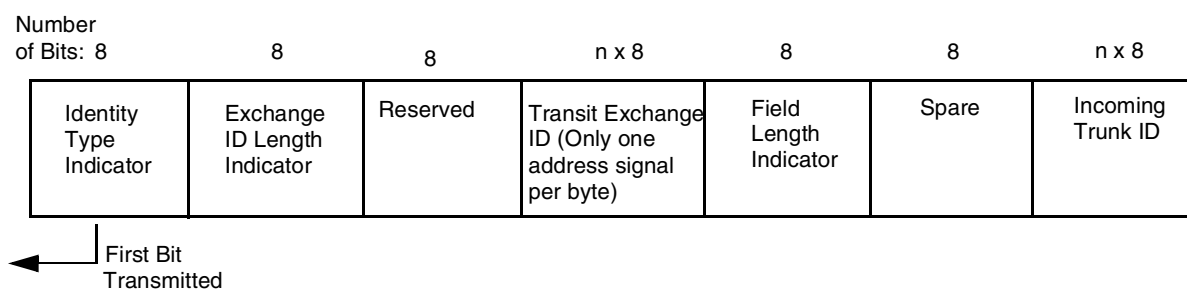 Number
of Bits: 8 8 8 n x 8 8 8 n x 8
Identity
Type
Indicator
Exchange
ID Length
Indicator
Reserved
Transit Exchange
ID (Only one
address signal
per byte)
Field
Length
Indicator
Spare
Incoming
Trunk ID
First Bit
Transmitted